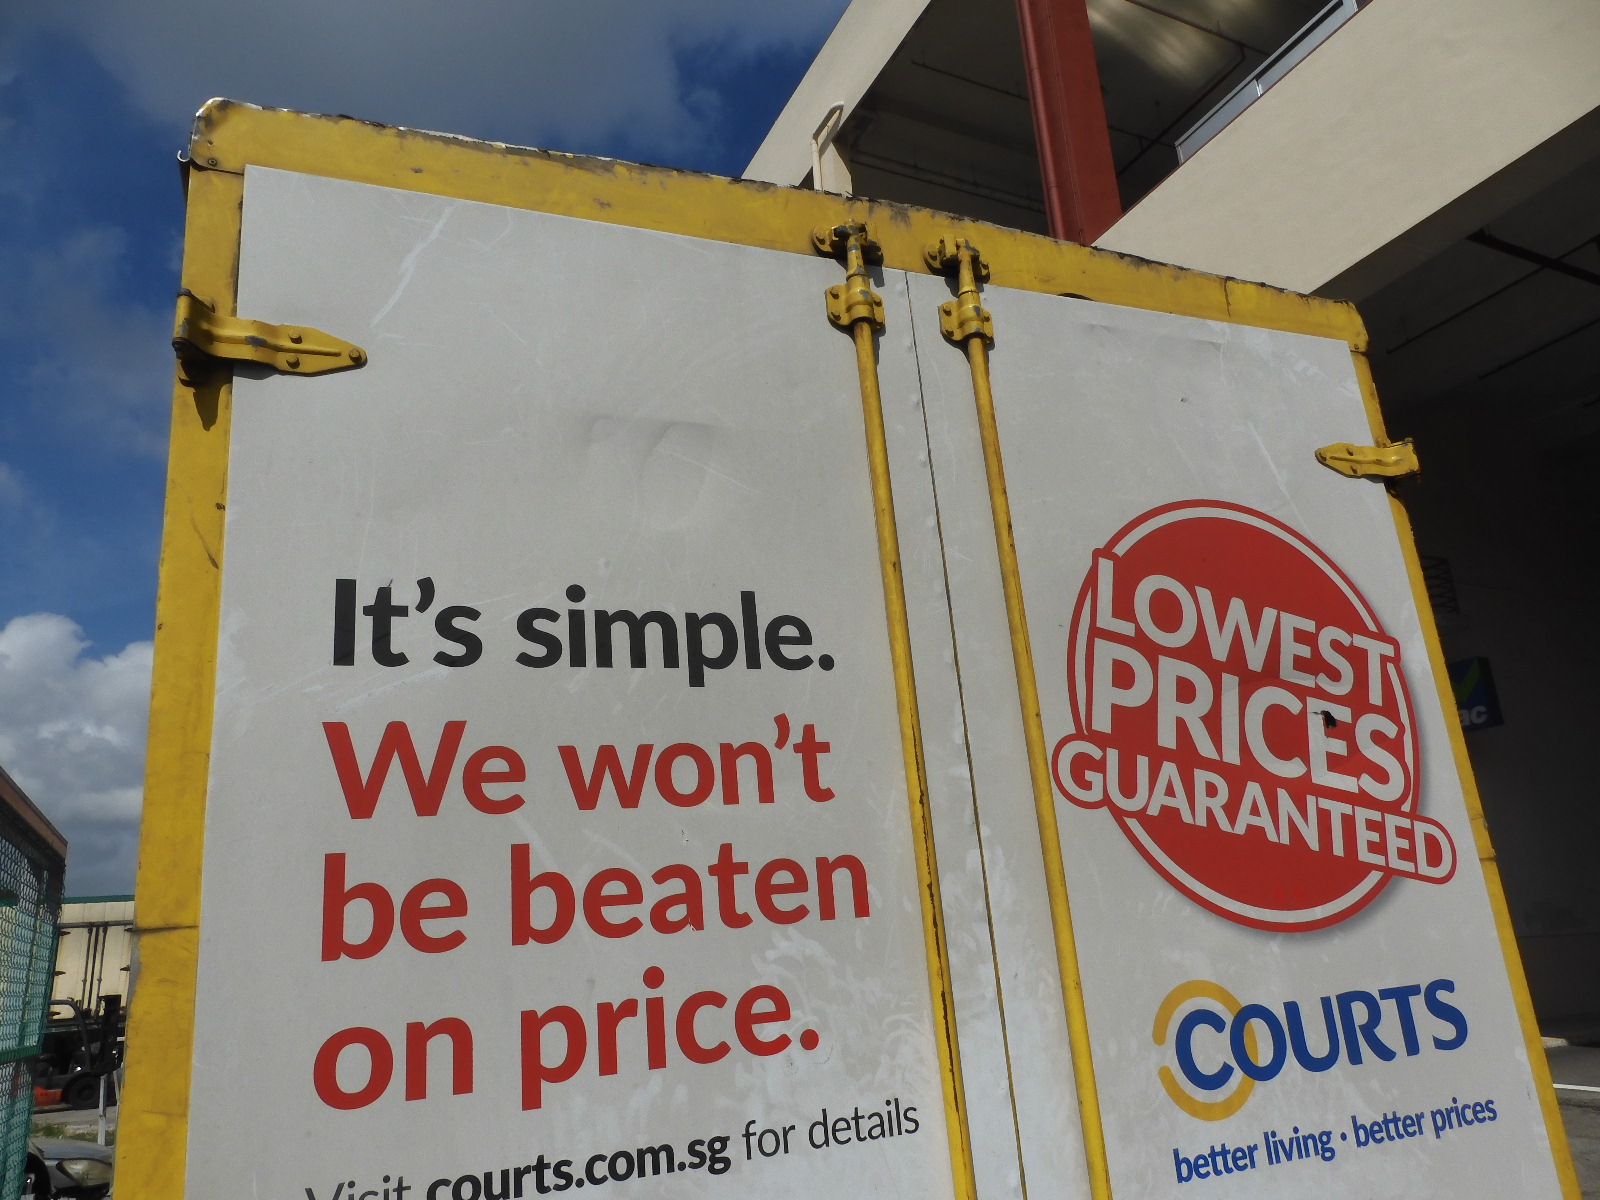 It's simple.
We won't
be beaten
on price.
Visit courts.com.sg for details
LOWEST
PRICES
GUARANTEED
COURTS
better living · better prices